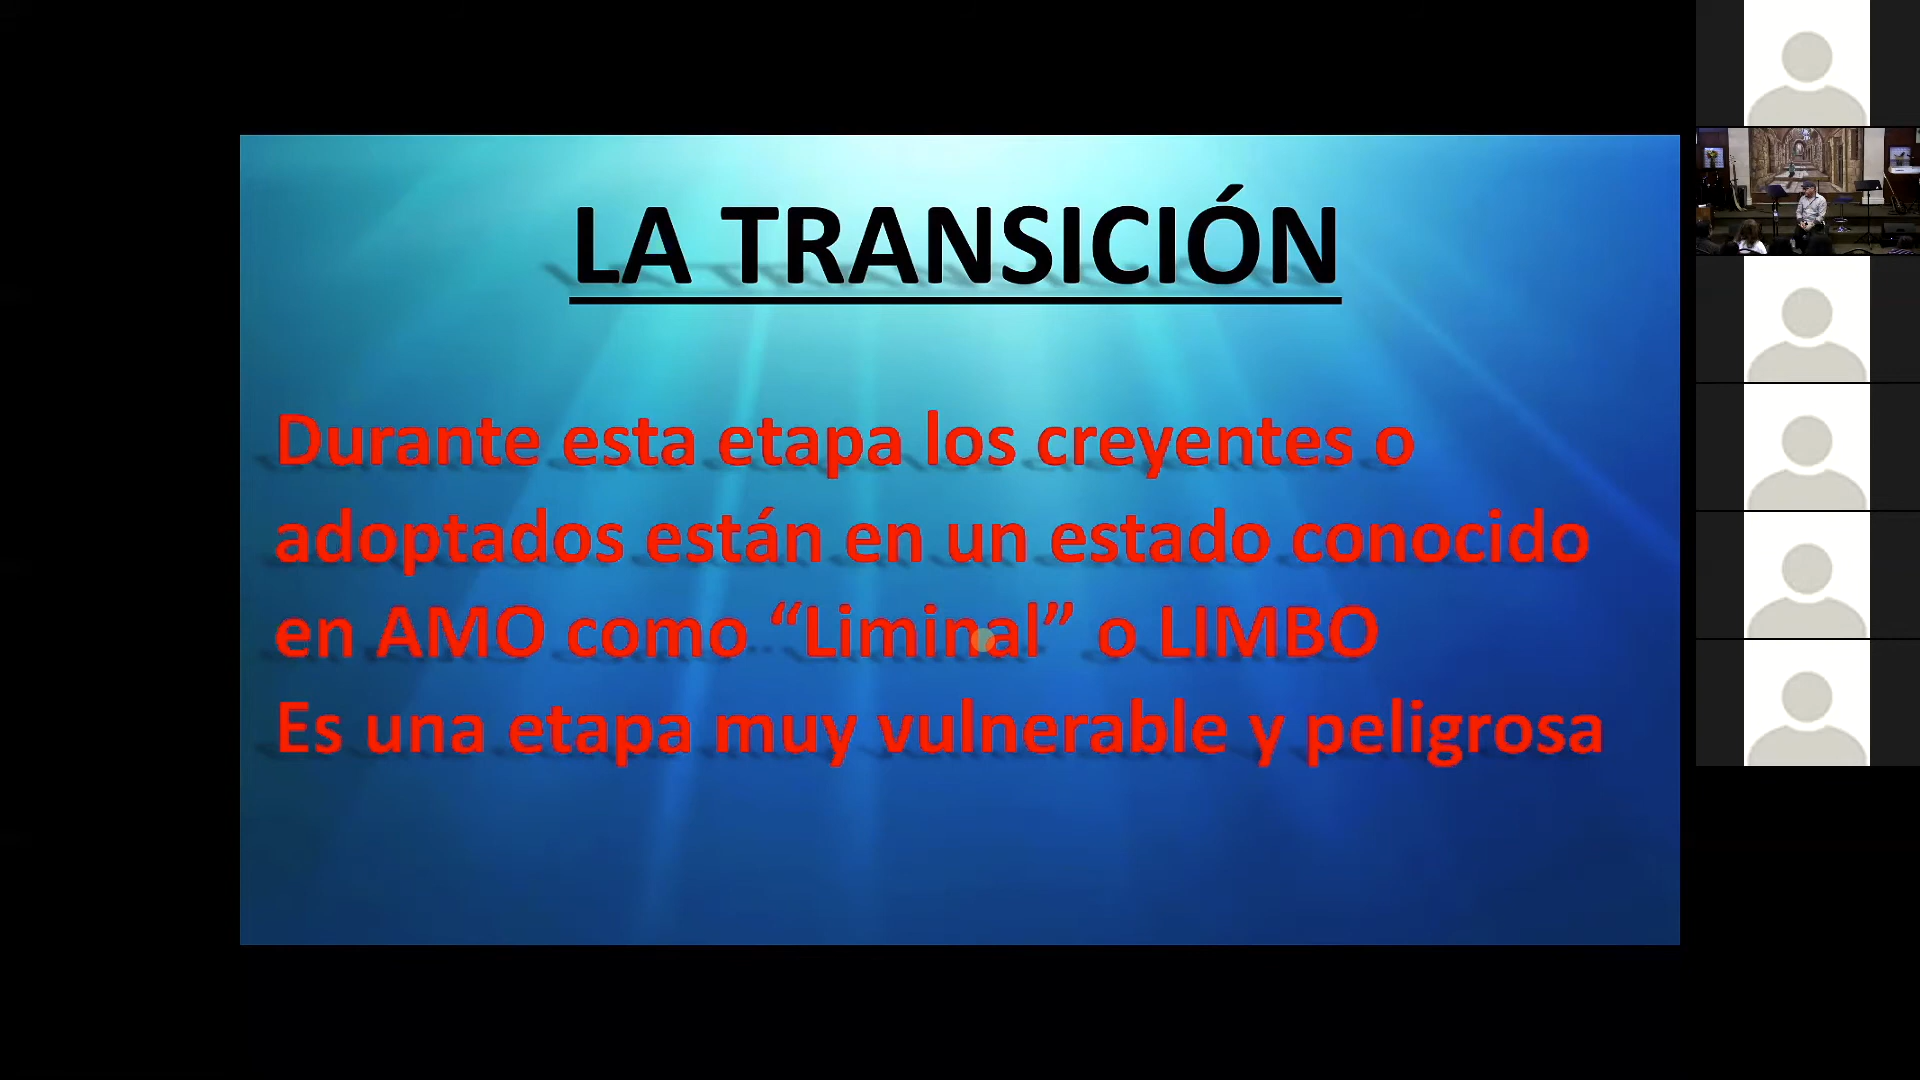 LA TRANSICIÓN
Durante esta etapa los creyentes o
adoptados están en un estado conocido
en AMO como “Liminal” o LIMBO
Es una etapa muy vulnerable y peligrosa